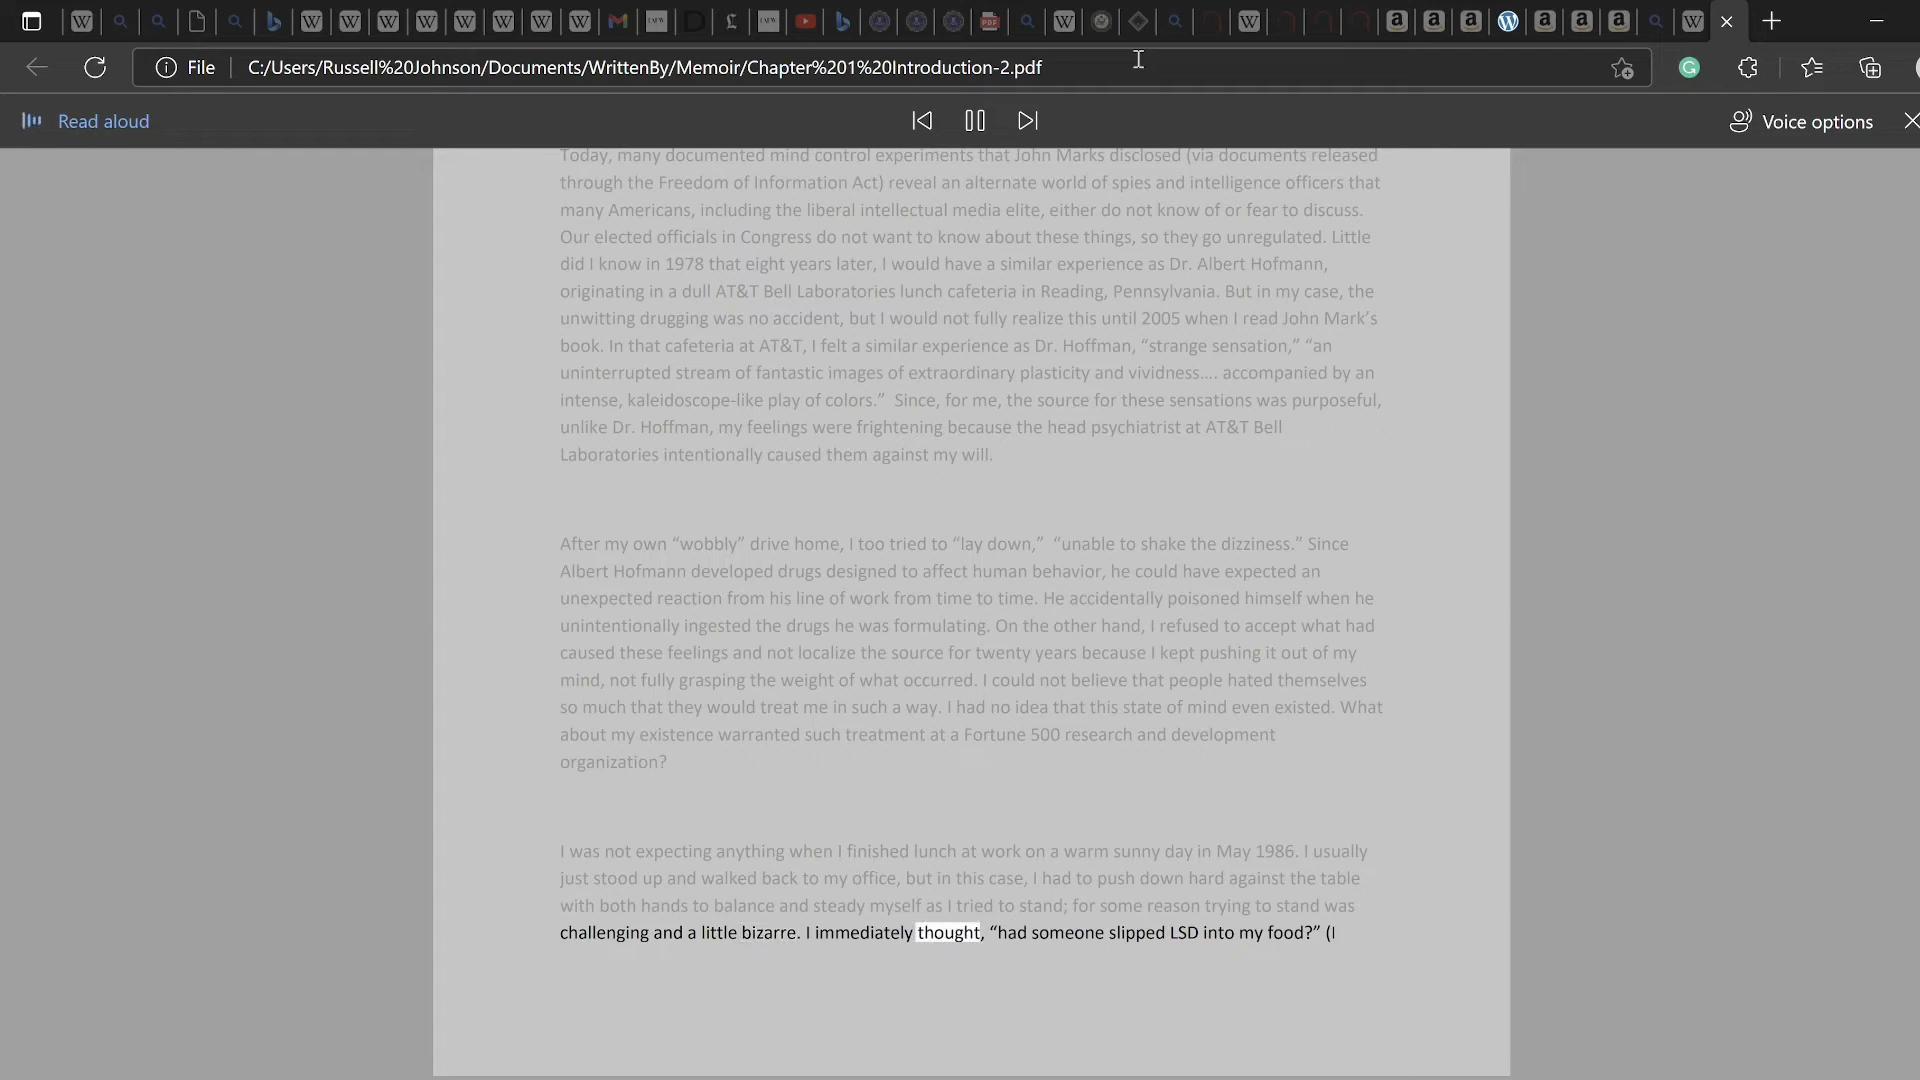 File
C:/Users/Russell%20Johnson/Documents/WrittenBy/Memoir/Chapter%201%20Introduction-2.pdf
Read aloud
Voice options
Today, many documented mind control experiments that John Marks disclosed (via documents released
through the Freedom of Information Act) reveal an alternate world of spies and intelligence officers that
many Americans, including the liberal intellectual media elite, either do not know of or fear to discuss.
Our elected officials in Congress do not want to know about these things, so they go unregulated. Little
did I know in 1978 that eight years later, I would have a similar experience as Dr. Albert Hofmann,
originating in a dull AT&T Bell Laboratories lunch cafeteria in Reading, Pennsylvania. But in my case, the
unwitting drugging was no accident, but I would not fully realize this until 2005 when I read John Mark’s
book. In that cafeteria at AT&T, I felt a similar experience as Dr. Hoffman, “strange sensation,” “an
uninterrupted stream of fantastic images of extraordinary plasticity and vividness…. accompanied by an
intense, kaleidoscope-like play of colors.”  Since, for me, the source for these sensations was purposeful,
unlike Dr. Hoffman, my feelings were frightening because the head psychiatrist at AT&T Bell
Laboratories intentionally caused them against my will.
After my own “wobbly” drive home, I too tried to “lay down,”  “unable to shake the dizziness.” Since
Albert Hofmann developed drugs designed to affect human behavior, he could have expected an
unexpected reaction from his line of work from time to time. He accidentally poisoned himself when he
unintentionally ingested the drugs he was formulating. On the other hand, I refused to accept what had
caused these feelings and not localize the source for twenty years because I kept pushing it out of my
mind, not fully grasping the weight of what occurred. I could not believe that people hated themselves
so much that they would treat me in such a way. I had no idea that this state of mind even existed. What
about my existence warranted such treatment at a Fortune 500 research and development
organization?
I was not expecting anything when I finished lunch at work on a warm sunny day in May 1986. I usually
just stood up and walked back to my office, but in this case, I had to push down hard against the table
with both hands to balance and steady myself as I tried to stand; for some reason trying to stand was
challenging and a little bizarre. I immediately thought, “had someone slipped LSD into my food?” (I